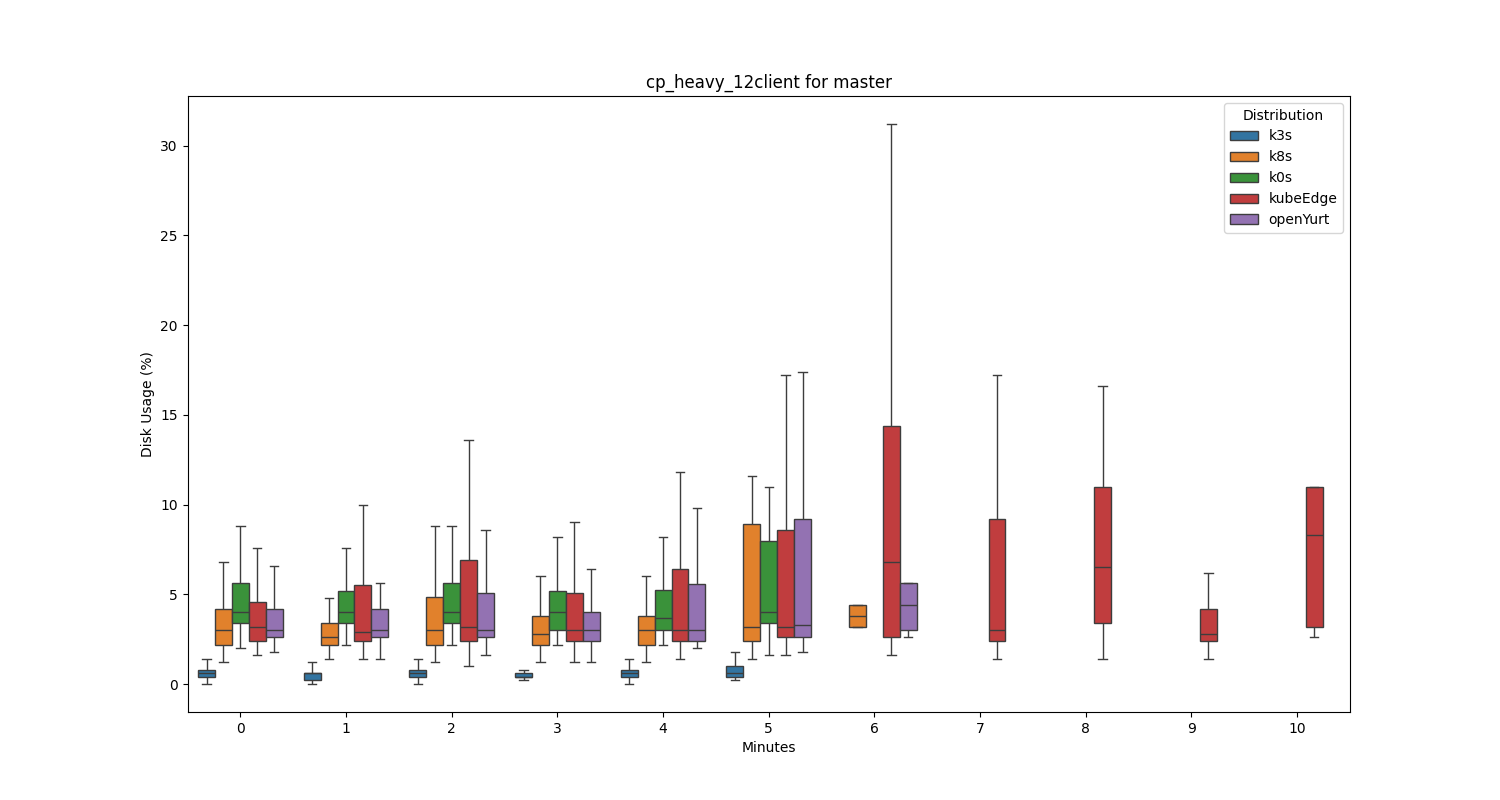 cp_heavy_12client for master
Distribution
k3s
k8s
k0s
kubeEdge
openYurt
30
25
20
15
10
5
0
Disk Usage (%)
0 1 2 3 4 5 6 7 8 9 10
Minutes